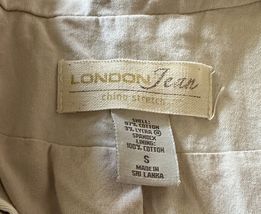 LONDON Jean
chino stretch
SHELL:
97% COTTON
3% LYCRA ®
SPANDEX
LINING:
100% COTTON
S
MADE IN
SRI LANKA